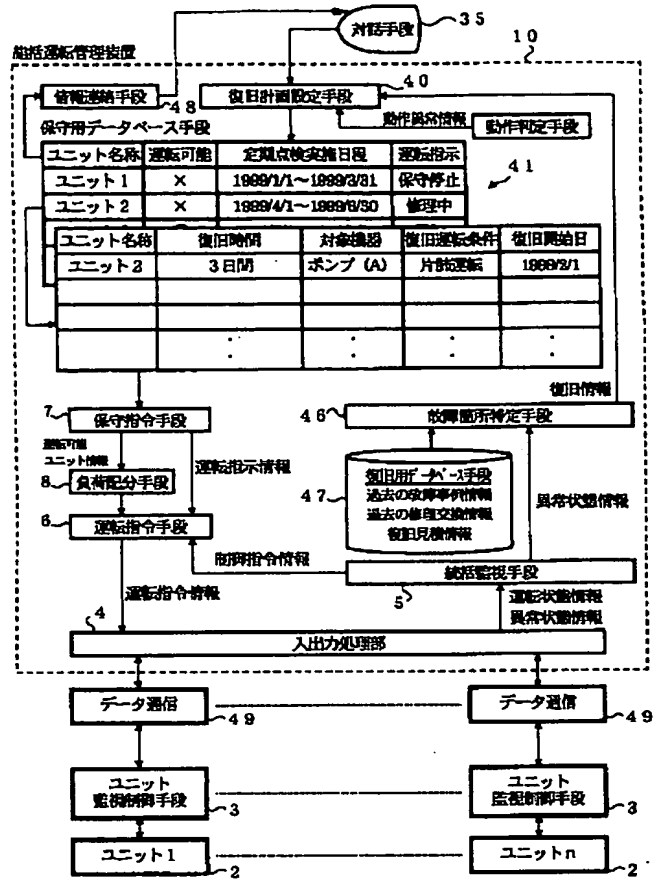 35
対話手段
統括運転管理装置
10
情報連絡手段
48
復旧計画設定手段
40
動作異常情報
動作判定手段
保守用データベース手段
41
ユニット名称 運転可能 定期点検実施日段 運転指示
ユニット1 × 1999/1/1~1999/3/31 保守停止
ユニット2 × 1999/4/1~1999/6/30 修理中
ユニット名称 復旧時間 対象機器 復旧運転条件 復旧開始日
ユニット2 3日間 ポンプ (A) 片肺運転 1999/2/1
復旧情報
7
保守指令手段
46
故障箇所特定手段
運転可能
ユニット情報
運転指示情報
8
負荷配分手段
47
復旧用データベース手段
過去の故障事例情報
過去の修理交換情報
復旧見積情報
異常状態情報
6
運転指令手段
制御指令情報
統括監視手段
5
運転指令情報
運転状態情報
異常状態情報
4
入出力処理部
データ通信
49
データ通信
49
ユニット
監視制御手段
3
ユニット
監視制御手段
3
ユニット1
2
ユニットn
2